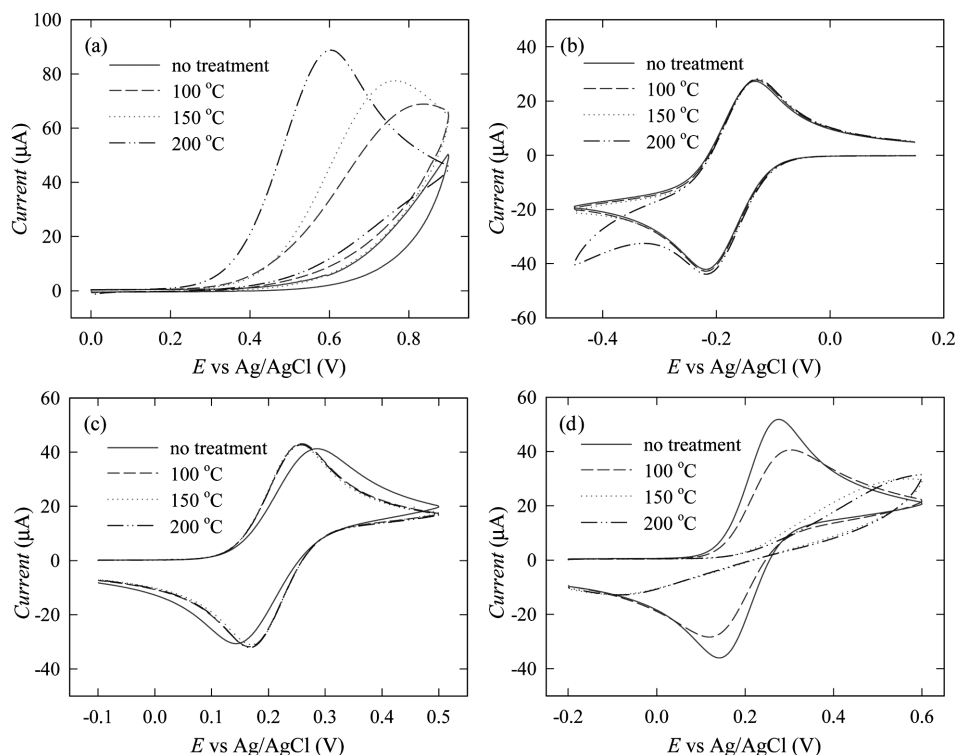 (a)
no treatment
100 °C
150 °C
200 °C
100
80
60
40
20
0
Current (μA)
0.0 0.2 0.4 0.6 0.8
E vs Ag/AgCl (V)
(b)
no treatment
100 °C
150 °C
200 °C
40
20
0
-20
-40
-60
Current (μA)
-0.4 -0.2 0.0 0.2
E vs Ag/AgCl (V)
(c)
no treatment
100 °C
150 °C
200 °C
60
40
20
0
-20
-40
Current (μA)
-0.1 0.0 0.1 0.2 0.3 0.4 0.5
E vs Ag/AgCl (V)
(d)
no treatment
100 °C
150 °C
200 °C
60
40
20
0
-20
-40
Current (μA)
-0.2 0.0 0.2 0.4 0.6
E vs Ag/AgCl (V)